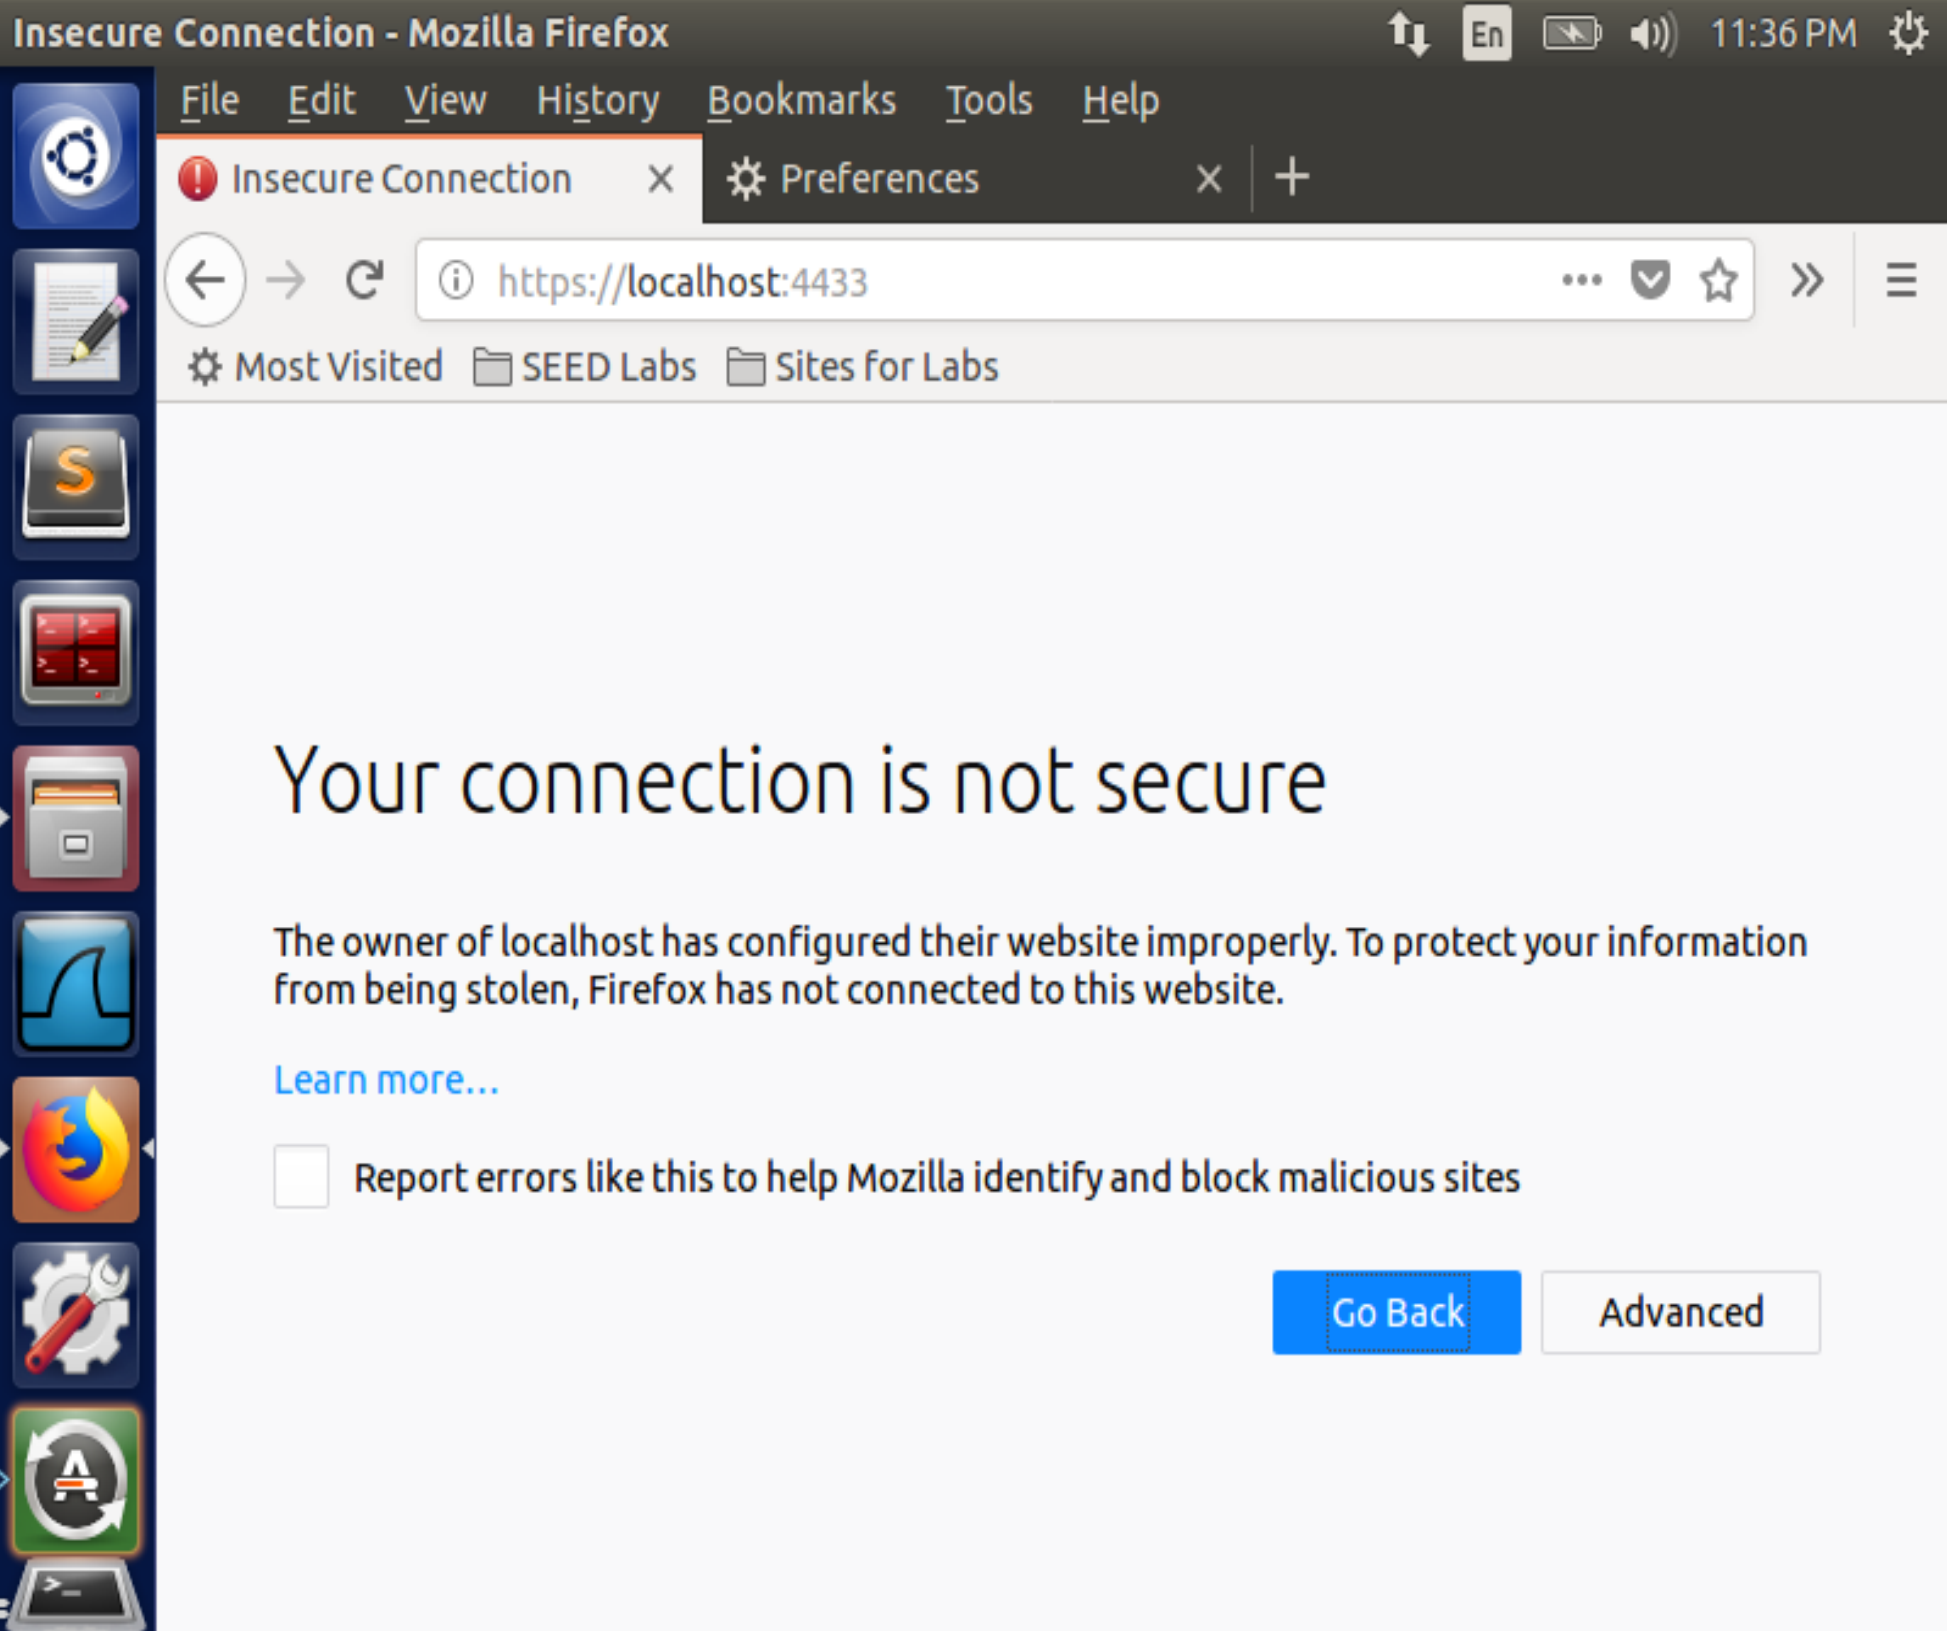 Insecure Connection - Mozilla Firefox En 11:36 PM
File Edit View History Bookmarks Tools Help
Insecure Connection Preferences
https://localhost:4433
Most Visited SEED Labs Sites for Labs
Your connection is not secure
The owner of localhost has configured their website improperly. To protect your information
from being stolen, Firefox has not connected to this website.
Learn more...
Report errors like this to help Mozilla identify and block malicious sites
Go Back Advanced